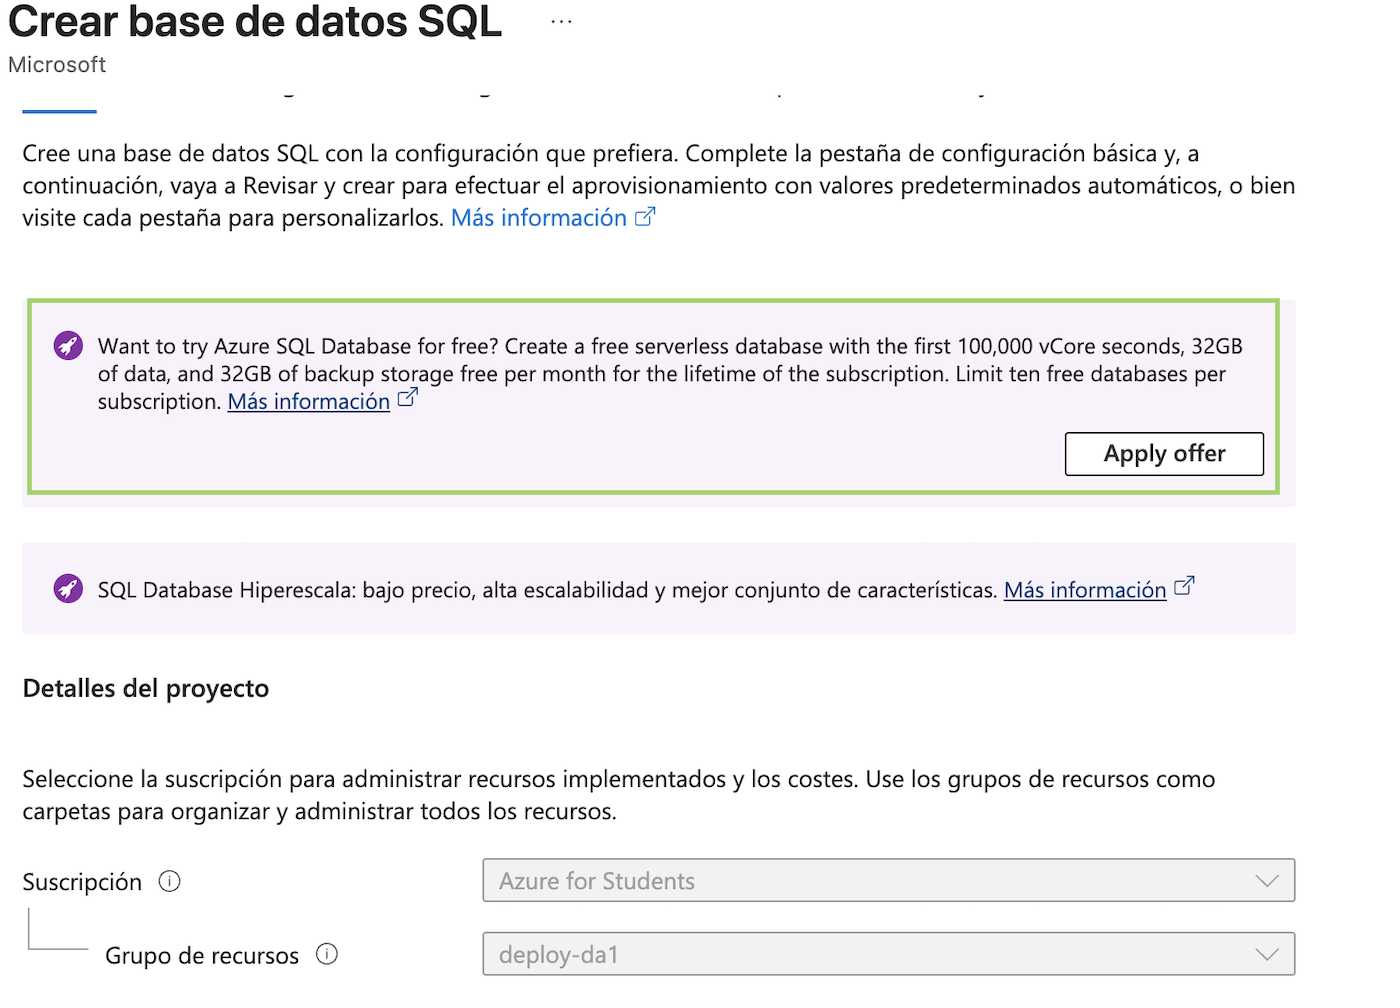 Crear base de datos SQL ...
Microsoft
Cree una base de datos SQL con la configuración que prefiera. Complete la pestaña de configuración básica y, a
continuación, vaya a Revisar y crear para efectuar el aprovisionamiento con valores predeterminados automáticos, o bien
visite cada pestaña para personalizarlos. Más información
Want to try Azure SQL Database for free? Create a free serverless database with the first 100,000 vCore seconds, 32GB
of data, and 32GB of backup storage free per month for the lifetime of the subscription. Limit ten free databases per
subscription. Más información
Apply offer
SQL Database Hiperescala: bajo precio, alta escalabilidad y mejor conjunto de características. Más información
Detalles del proyecto
Seleccione la suscripción para administrar recursos implementados y los costes. Use los grupos de recursos como
carpetas para organizar y administrar todos los recursos.
Suscripción
Azure for Students
Grupo de recursos
deploy-da1